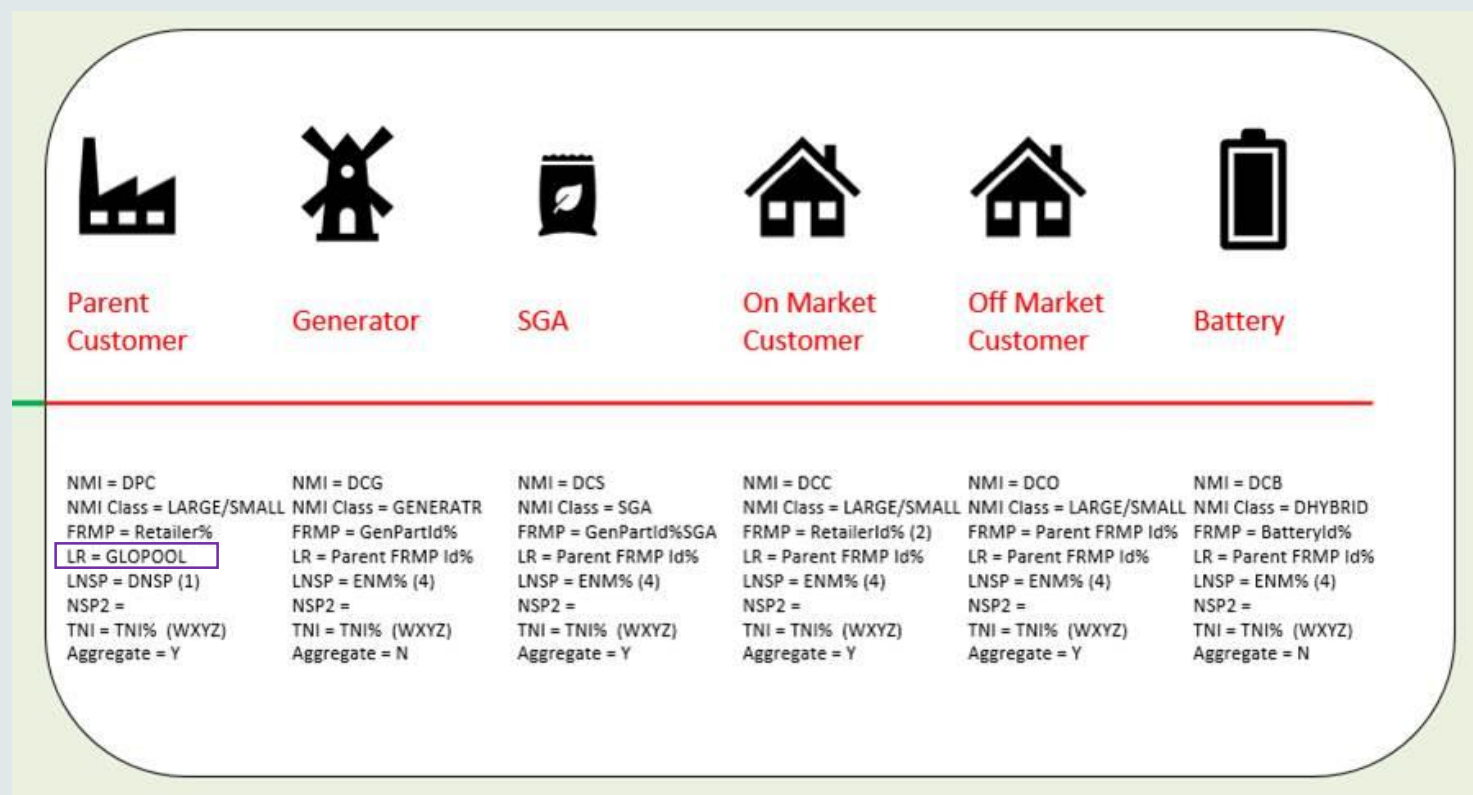 Parent
Customer
Generator
SGA
On Market
Customer
Off Market
Customer
Battery
NMI = DPC
NMI Class = LARGE/SMALL
FRMP = Retailer%
LR = GLOPOOL
LNSP = DNSP (1)
NSP2 =
TNI = TNI% (WXYZ)
Aggregate = Y
NMI = DCG
NMI Class = GENERATR
FRMP = GenPartId%
LR = Parent FRMP Id%
LNSP = ENM% (4)
NSP2 =
TNI = TNI% (WXYZ)
Aggregate = N
NMI = DCS
NMI Class = SGA
FRMP = GenPartId%SGA
LR = Parent FRMP Id%
LNSP = ENM% (4)
NSP2 =
TNI = TNI% (WXYZ)
Aggregate = Y
NMI = DCC
NMI Class = LARGE/SMALL
FRMP = RetailerId% (2)
LR = Parent FRMP Id%
LNSP = ENM% (4)
NSP2 =
TNI = TNI% (WXYZ)
Aggregate = Y
NMI = DCO
NMI Class = LARGE/SMALL
FRMP = Parent FRMP Id%
LR = Parent FRMP Id%
LNSP = ENM% (4)
NSP2 =
TNI = TNI% (WXYZ)
Aggregate = Y
NMI = DCB
NMI Class = DHYBRID
FRMP = BatteryId%
LR = Parent FRMP Id%
LNSP = ENM% (4)
NSP2 =
TNI = TNI% (WXYZ)
Aggregate = N